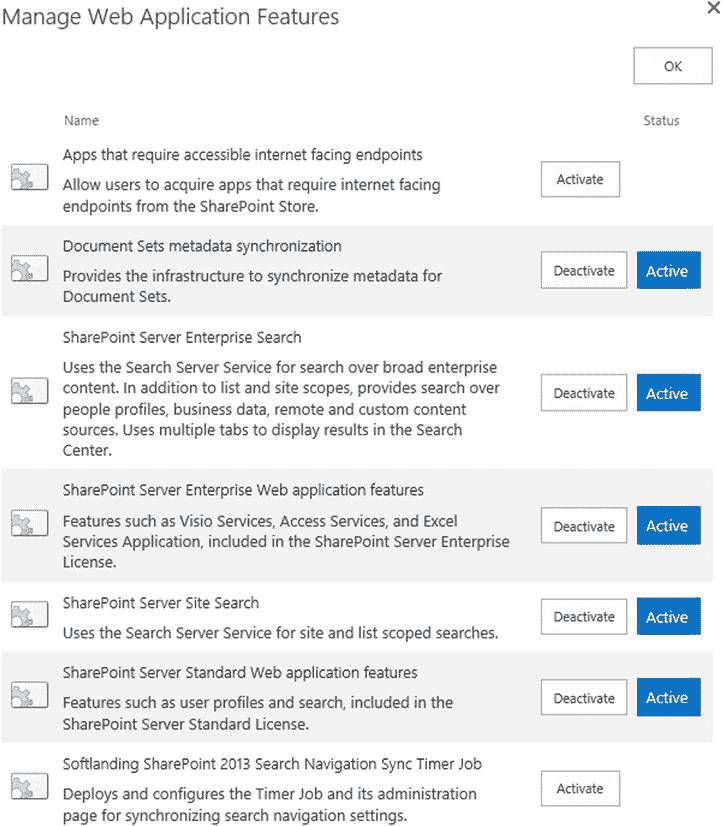 Manage Web Application Features
OK
Name
Status
Apps that require accessible internet facing endpoints
Allow users to acquire apps that require internet facing
endpoints from the SharePoint Store.
Activate
Document Sets metadata synchronization
Provides the infrastructure to synchronize metadata for
Document Sets.
Deactivate
Active
SharePoint Server Enterprise Search
Uses the Search Server Service for search over broad enterprise
content. In addition to list and site scopes, provides search over
people profiles, business data, remote and custom content
sources. Uses multiple tabs to display results in the Search
Center.
Deactivate
Active
SharePoint Server Enterprise Web application features
Features such as Visio Services, Access Services, and Excel
Services Application, included in the SharePoint Server Enterprise
License.
Deactivate
Active
SharePoint Server Site Search
Uses the Search Server Service for site and list scoped searches.
Deactivate
Active
SharePoint Server Standard Web application features
Features such as user profiles and search, included in the
SharePoint Server Standard License.
Deactivate
Active
Softlanding SharePoint 2013 Search Navigation Sync Timer Job
Deploys and configures the Timer Job and its administration
page for synchronizing search navigation settings.
Activate